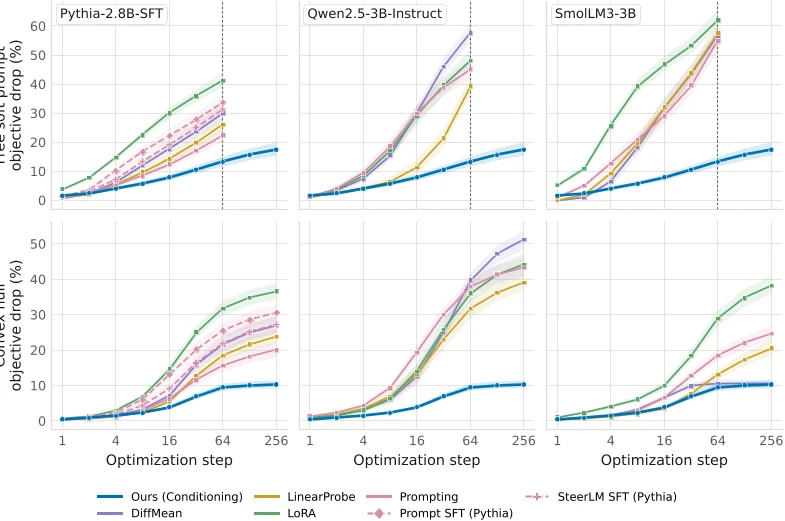 Pythia-2.8B-SFT
Qwen2.5-3B-Instruct
SmolLM3-3B
soft prompt
objective drop (%)
60
50
40
30
20
10
0
objective drop (%)
50
40
30
20
10
0
1 4 16 64 256
1 4 16 64 256
1 4 16 64 256
Optimization step
Optimization step
Optimization step
Ours (Conditioning)
LinearProbe
Prompting
SteerLM SFT (Pythia)
DiffMean
LoRA
Prompt SFT (Pythia)